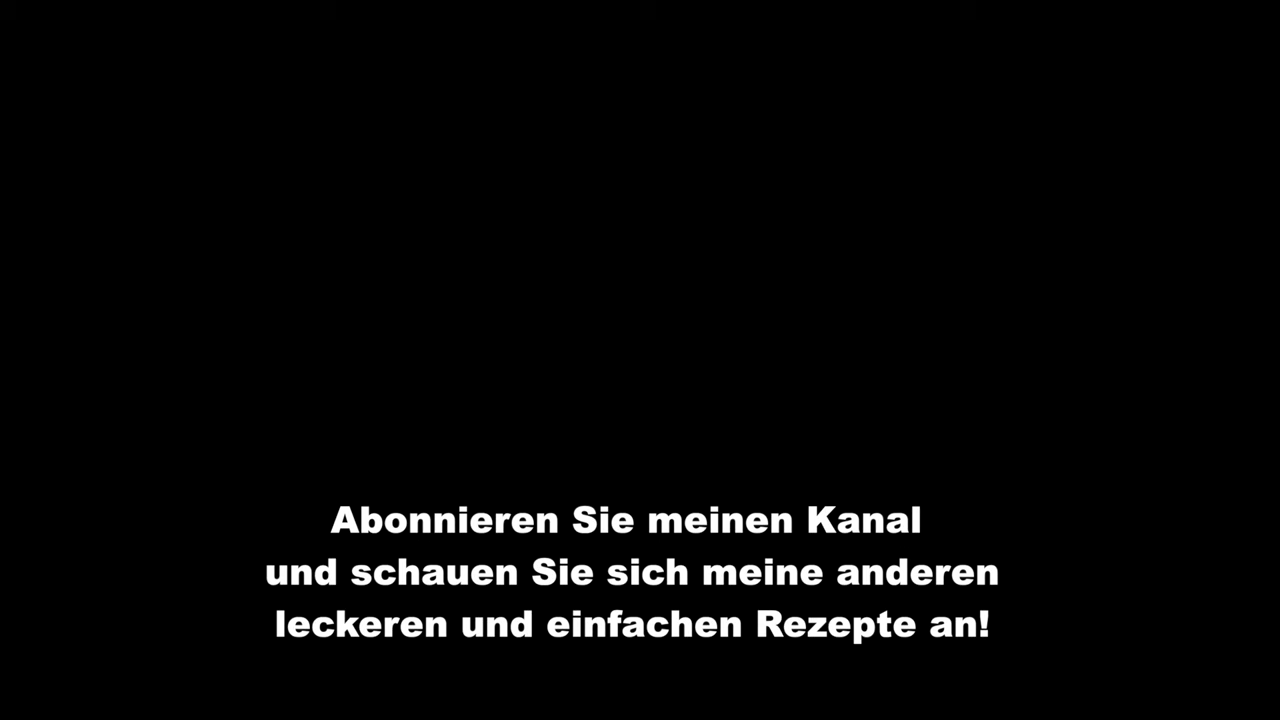 Abonnieren Sie meinen Kanal
und schauen Sie sich meine anderen
leckeren und einfachen Rezepte an!